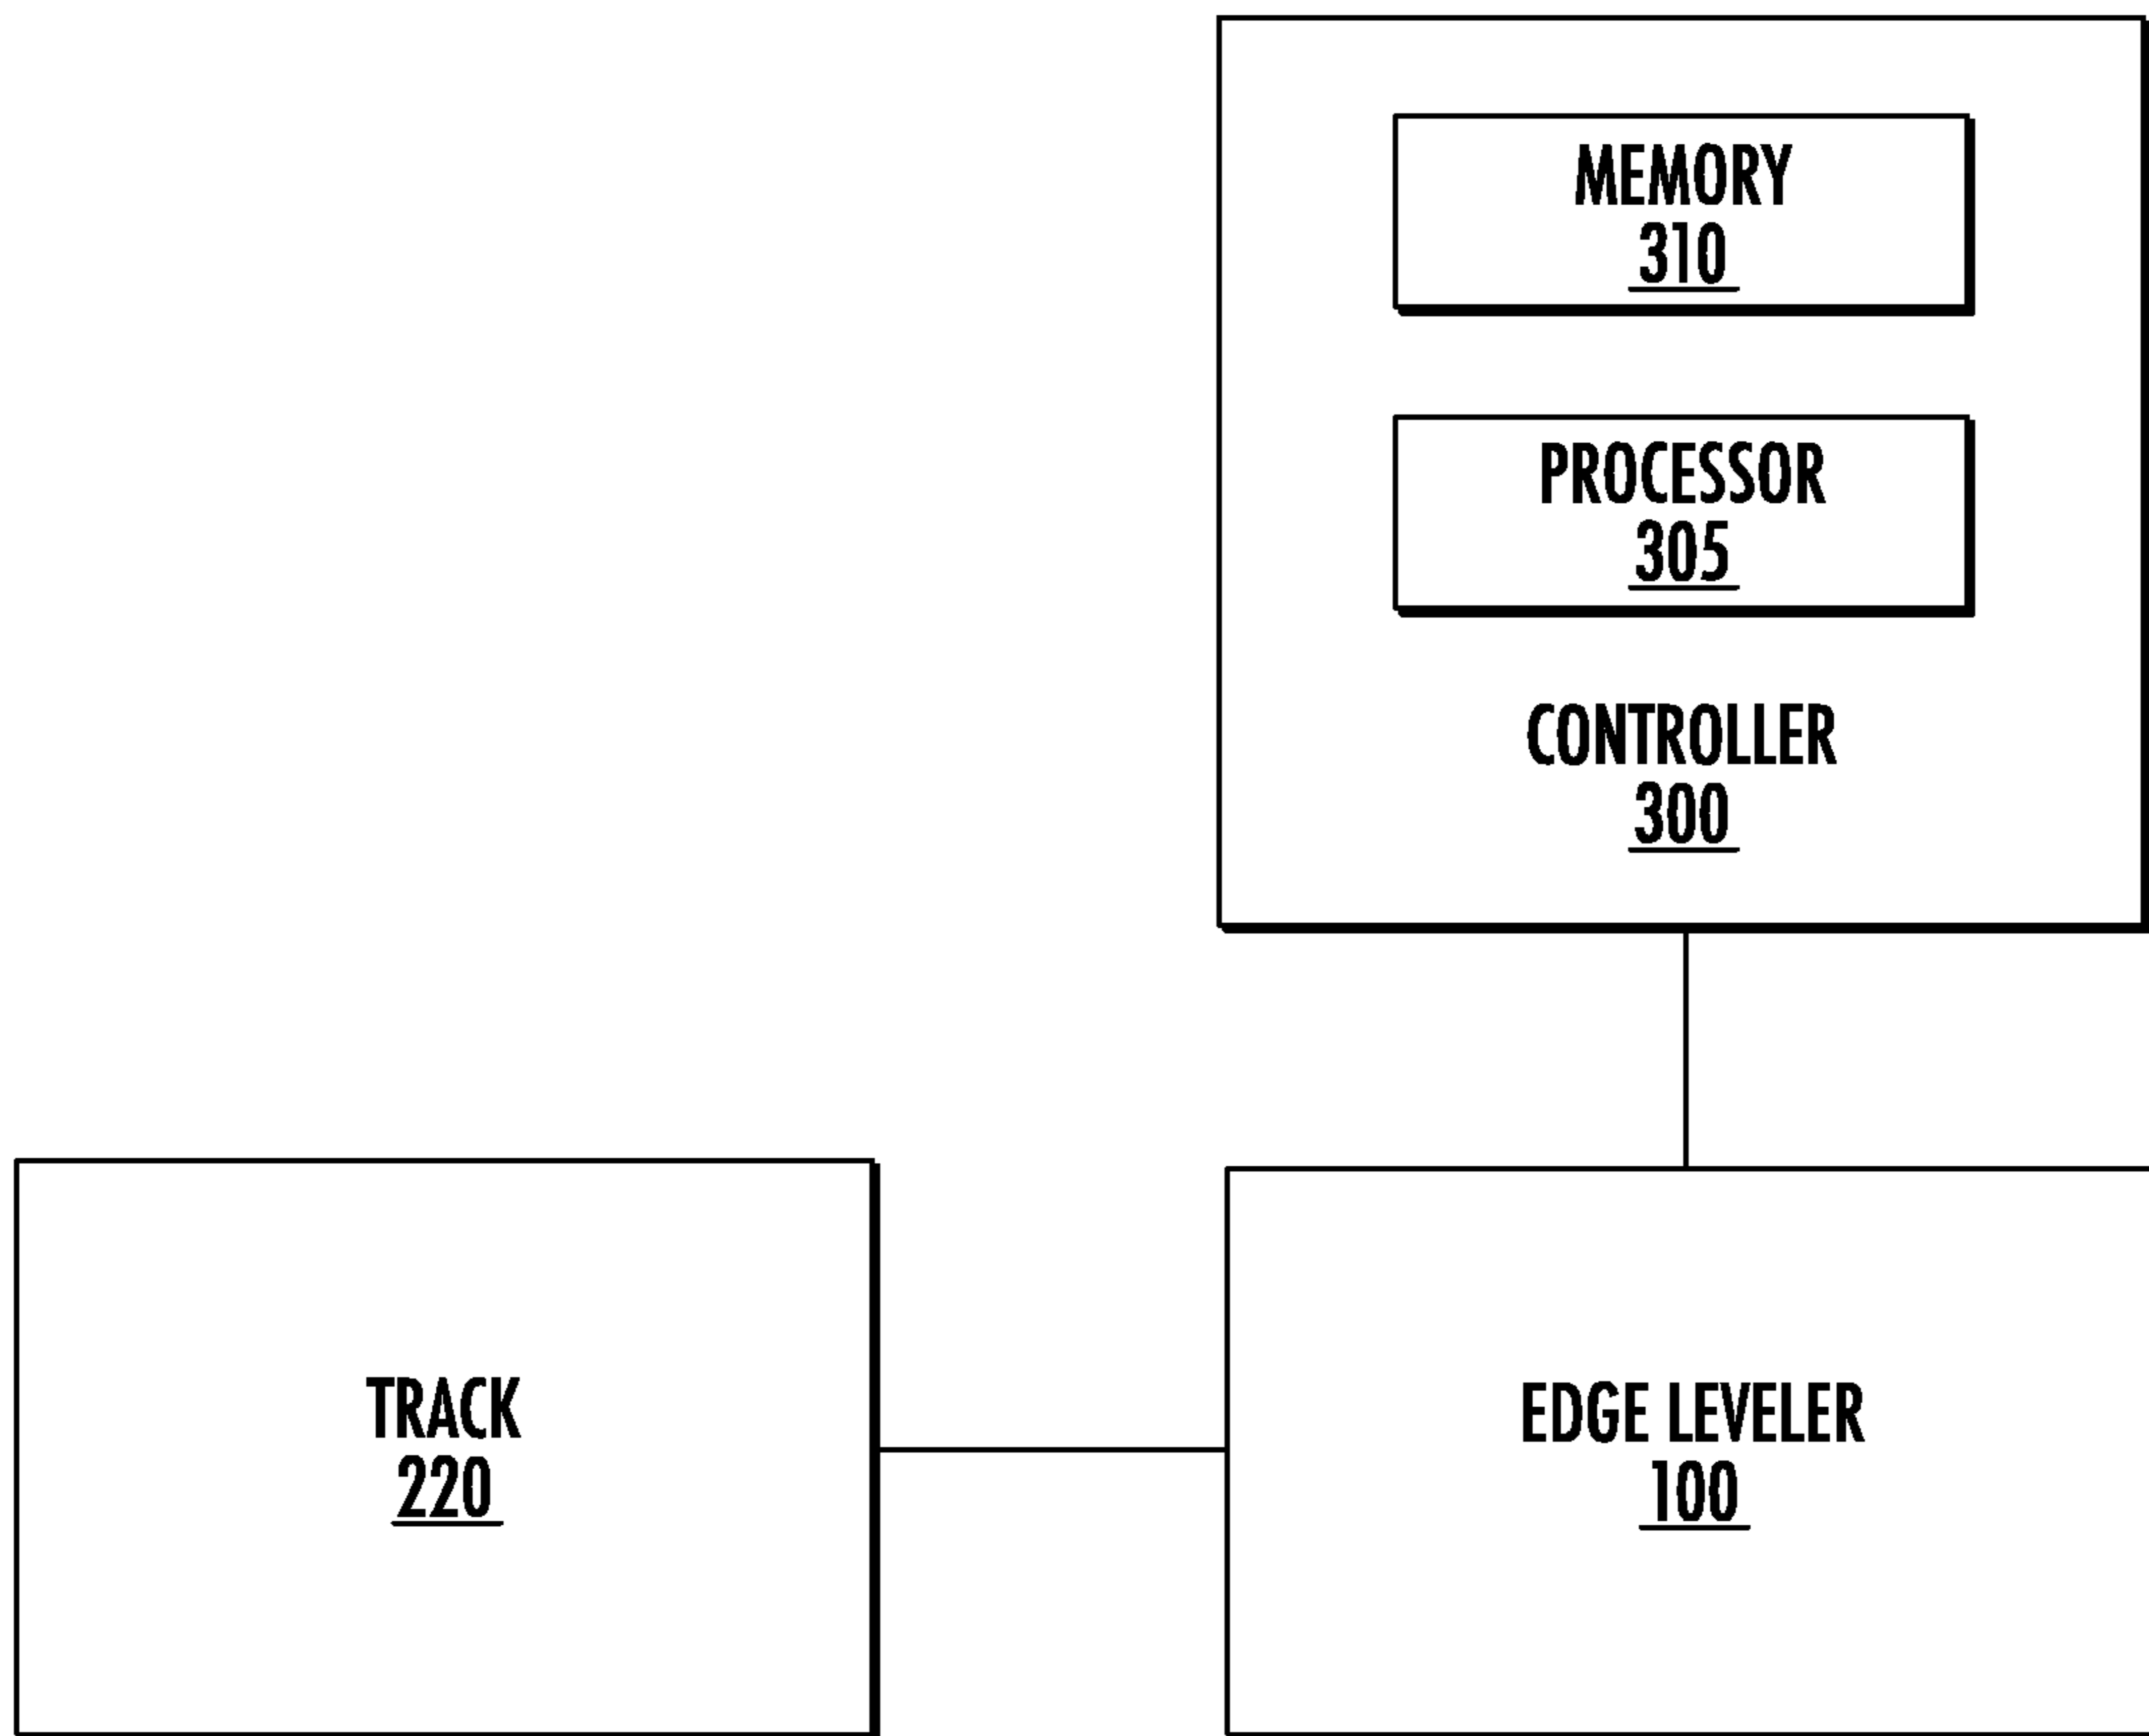 MEMORY
310
PROCESSOR
305
CONTROLLER
300
TRACK
220
EDGE LEVELER
100